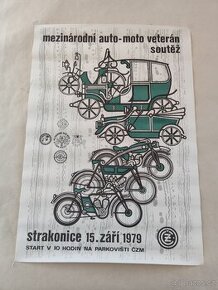 mezinárodní auto-moto veterán
soutěž
strakonice 15. září 1979
START V 10 HODIN NA PARKOVIŠTI ČZM